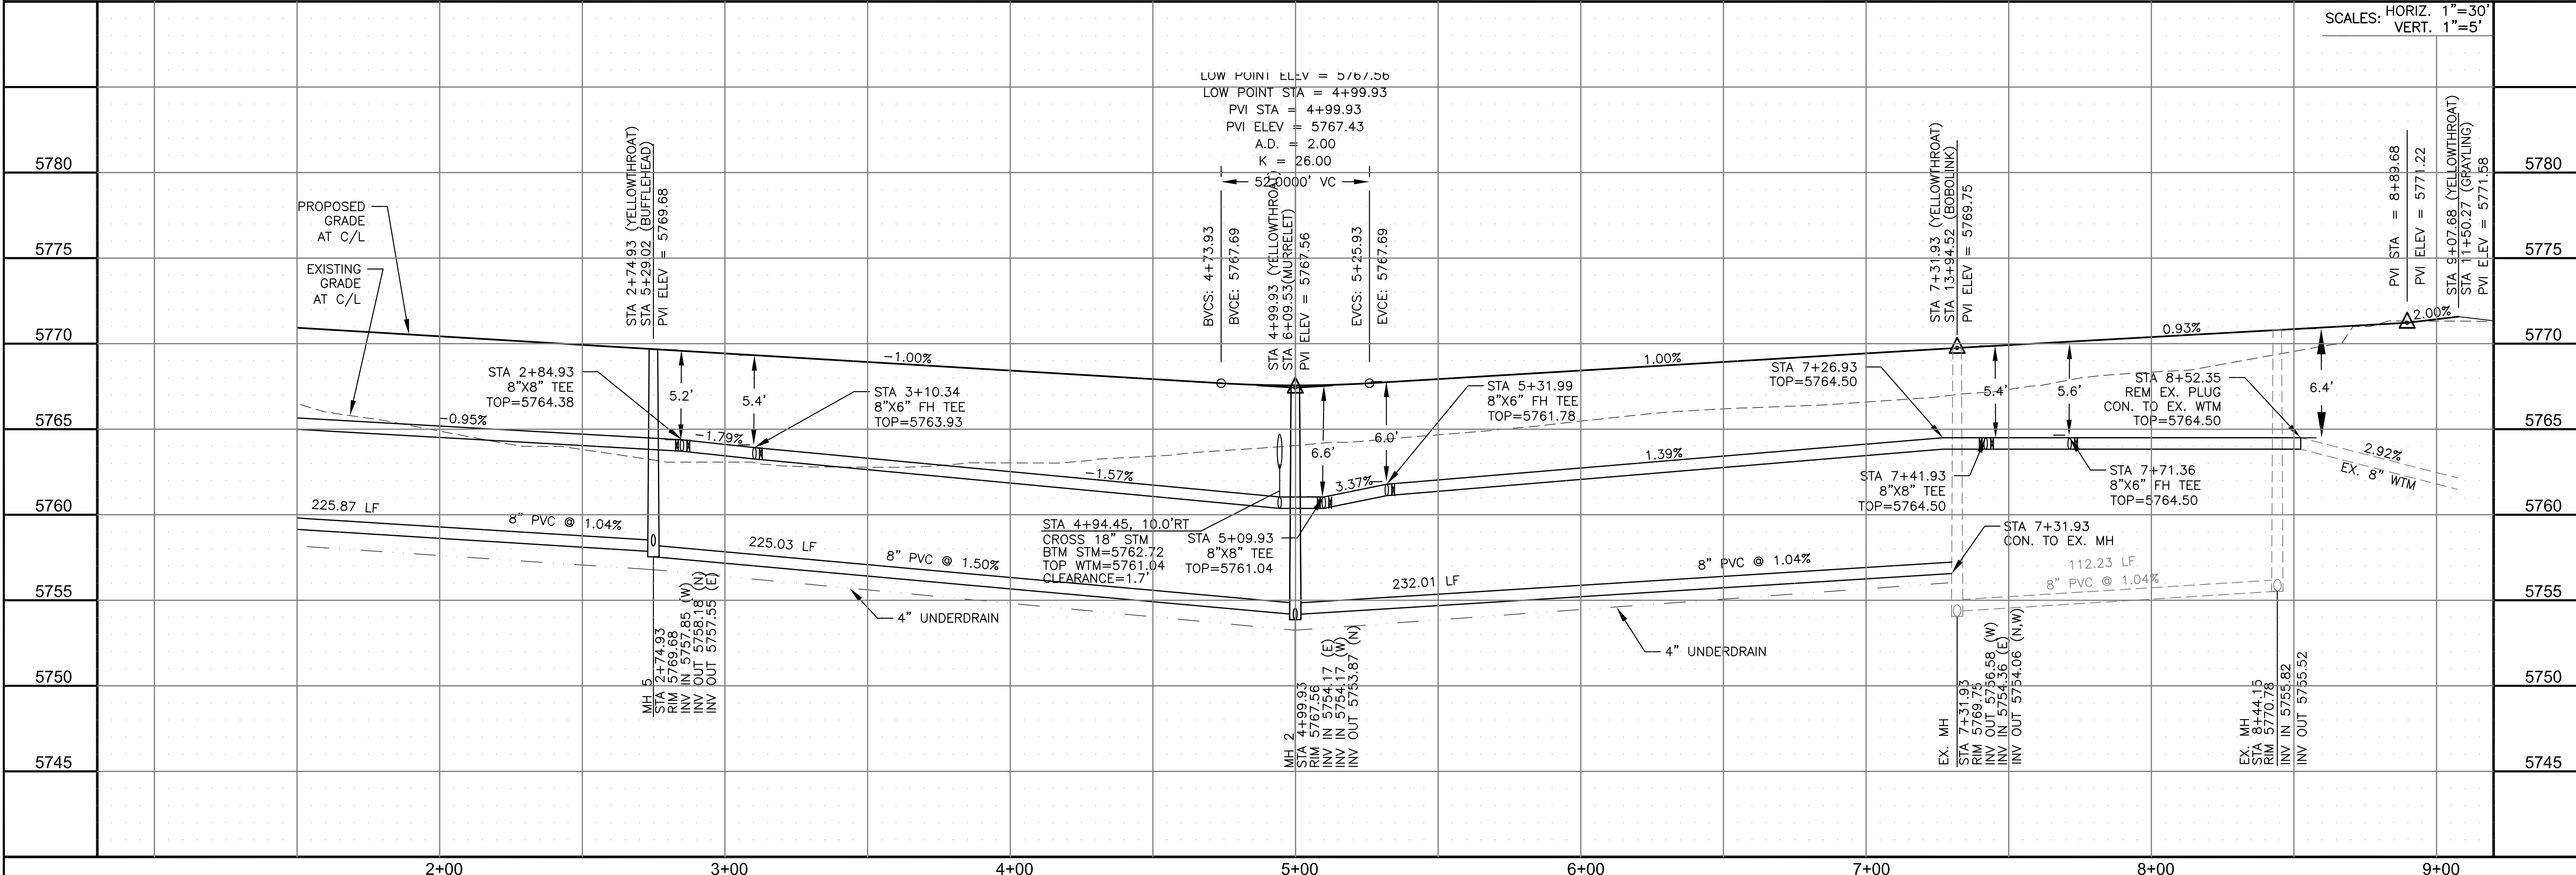 SCALES: HORIZ. 1"=30'
VERT. 1"=5'
LOW POINT ELEV = 5767.56
LOW POINT STA = 4+99.93
PVI STA = 4+99.93
PVI ELEV = 5767.43
A.D. = 2.00
K = 26.00
52.0000' VC
5780
5775
5770
5765
5760
5755
5750
5745
PROPOSED
GRADE
AT C/L
EXISTING
GRADE
AT C/L
STA 2+74.93 (YELLOWTHROAT)
STA 5+29.02 (BUFFLEHEAD)
PVI ELEV = 5769.68
BVCS: 4+73.93
BVCE: 5767.69
STA 4+99.93 (YELLOWTHROAT)
STA 6+09.53(MURRELET)
PVI ELEV = 5767.56
EVCS: 5+25.93
EVCE: 5767.69
STA 7+31.93 (YELLOWTHROAT)
STA 13+94.52 (BOBOLINK)
PVI ELEV = 5769.75
PVI STA = 8+89.68
PVI ELEV = 5771.22
STA 9+07.68 (YELLOWTHROAT)
STA 11+50.27 (GRAYLING)
PVI ELEV = 5771.58
-1.00%
1.00%
0.93%
2.00%
STA 2+84.93
8"X8" TEE
TOP=5764.38
5.2'
5.4'
STA 3+10.34
8"X6" FH TEE
TOP=5763.93
-0.95%
-1.79%
-1.57%
6.6'
6.0'
3.37%
STA 5+31.99
8"X6" FH TEE
TOP=5761.78
1.39%
STA 7+26.93
TOP=5764.50
5.4'
5.6'
STA 8+52.35
REM EX. PLUG
CON. TO EX. WTM
TOP=5764.50
6.4'
2.92%
EX. 8" WTM
STA 7+41.93
8"X8" TEE
TOP=5764.50
STA 7+71.36
8"X6" FH TEE
TOP=5764.50
STA 4+94.45, 10.0'RT
CROSS 18" STM
BTM STM=5762.72
TOP WTM=5761.04
CLEARANCE=1.7'
STA 5+09.93
8"X8" TEE
TOP=5761.04
225.87 LF
8" PVC @ 1.04%
225.03 LF
8" PVC @ 1.50%
232.01 LF
8" PVC @ 1.04%
STA 7+31.93
CON. TO EX. MH
112.23 LF
8" PVC @ 1.04%
4" UNDERDRAIN
4" UNDERDRAIN
MH 5
STA 2+74.93
RIM 5769.68
INV IN 5757.85 (W)
INV OUT 5758.18 (N)
INV OUT 5757.55 (E)
MH 2
STA 4+99.93
RIM 5767.56
INV IN 5754.17 (E)
INV IN 5754.17 (W)
INV OUT 5753.87 (N)
EX. MH
STA 7+31.93
RIM 5769.75
INV OUT 5756.58 (W)
INV IN 5754.36 (E)
INV OUT 5754.06 (N,W)
EX. MH
STA 8+44.15
RIM 5770.78
INV IN 5755.82
INV OUT 5755.52
5780
5775
5770
5765
5760
5755
5750
5745
2+00
3+00
4+00
5+00
6+00
7+00
8+00
9+00